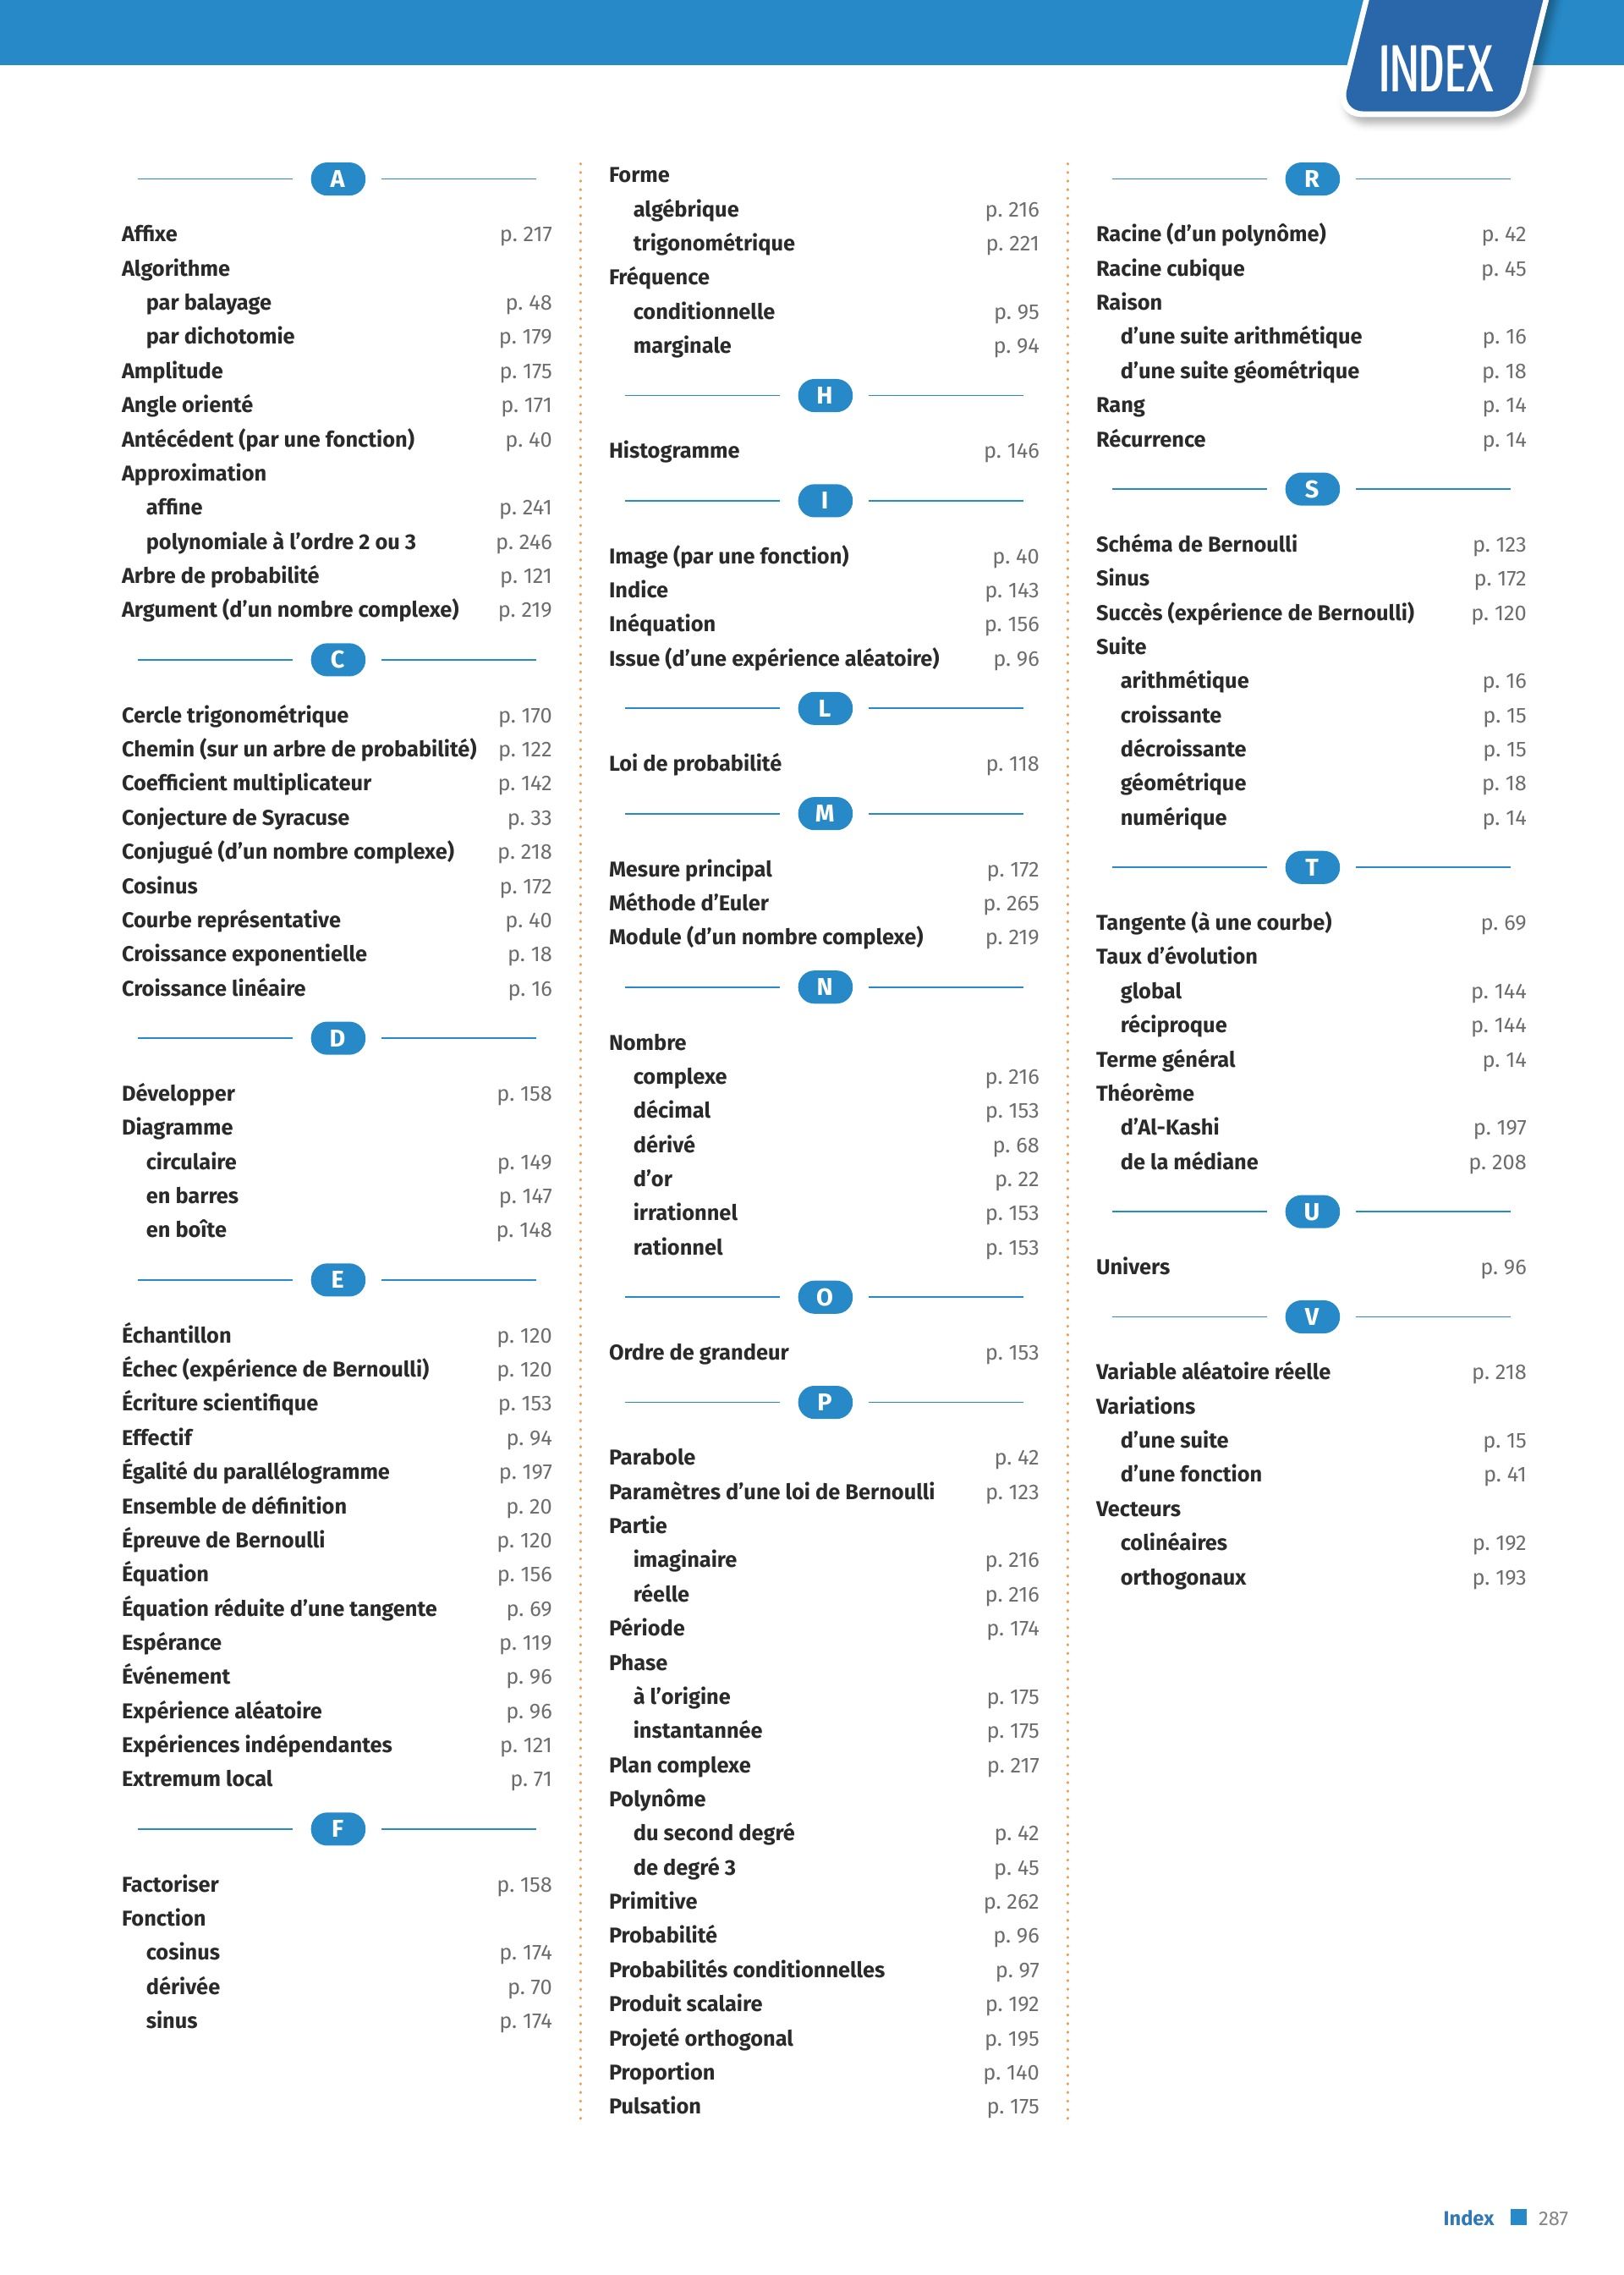 INDEX
A
Affixe p. 217
Algorithme
par balayage p. 48
par dichotomie p. 179
Amplitude p. 175
Angle orienté p. 171
Antécédent (par une fonction) p. 40
Approximation
affine p. 241
polynomiale à l’ordre 2 ou 3 p. 246
Arbre de probabilité p. 121
Argument (d’un nombre complexe) p. 219
C
Cercle trigonométrique p. 170
Chemin (sur un arbre de probabilité) p. 122
Coefficient multiplicateur p. 142
Conjecture de Syracuse p. 33
Conjugué (d’un nombre complexe) p. 218
Cosinus p. 172
Courbe représentative p. 40
Croissance exponentielle p. 18
Croissance linéaire p. 16
D
Développer p. 158
Diagramme
circulaire p. 149
en barres p. 147
en boîte p. 148
E
Échantillon p. 120
Échec (expérience de Bernoulli) p. 120
Écriture scientifique p. 153
Effectif p. 94
Égalité du parallélogramme p. 197
Ensemble de définition p. 20
Épreuve de Bernoulli p. 120
Équation p. 156
Équation réduite d’une tangente p. 69
Espérance p. 119
Événement p. 96
Expérience aléatoire p. 96
Expériences indépendantes p. 121
Extremum local p. 71
F
Factoriser p. 158
Fonction
cosinus p. 174
dérivée p. 70
sinus p. 174
Forme
algébrique p. 216
trigonométrique p. 221
Fréquence
conditionnelle p. 95
marginale p. 94
H
Histogramme p. 146
I
Image (par une fonction) p. 40
Indice p. 143
Inéquation p. 156
Issue (d’une expérience aléatoire) p. 96
L
Loi de probabilité p. 118
M
Mesure principal p. 172
Méthode d’Euler p. 265
Module (d’un nombre complexe) p. 219
N
Nombre
complexe p. 216
décimal p. 153
dérivé p. 68
d’or p. 22
irrationnel p. 153
rationnel p. 153
O
Ordre de grandeur p. 153
P
Parabole p. 42
Paramètres d’une loi de Bernoulli p. 123
Partie
imaginaire p. 216
réelle p. 216
Période p. 174
Phase
à l’origine p. 175
instantannée p. 175
Plan complexe p. 217
Polynôme
du second degré p. 42
de degré 3 p. 45
Primitive p. 262
Probabilité p. 96
Probabilités conditionnelles p. 97
Produit scalaire p. 192
Projeté orthogonal p. 195
Proportion p. 140
Pulsation p. 175
R
Racine (d’un polynôme) p. 42
Racine cubique p. 45
Raison
d’une suite arithmétique p. 16
d’une suite géométrique p. 18
Rang p. 14
Récurrence p. 14
S
Schéma de Bernoulli p. 123
Sinus p. 172
Succès (expérience de Bernoulli) p. 120
Suite
arithmétique p. 16
croissante p. 15
décroissante p. 15
géométrique p. 18
numérique p. 14
T
Tangente (à une courbe) p. 69
Taux d’évolution
global p. 144
réciproque p. 144
Terme général p. 14
Théorème
d’Al-Kashi p. 197
de la médiane p. 208
U
Univers p. 96
V
Variable aléatoire réelle p. 218
Variations
d’une suite p. 15
d’une fonction p. 41
Vecteurs
colinéaires p. 192
orthogonaux p. 193
Index 287